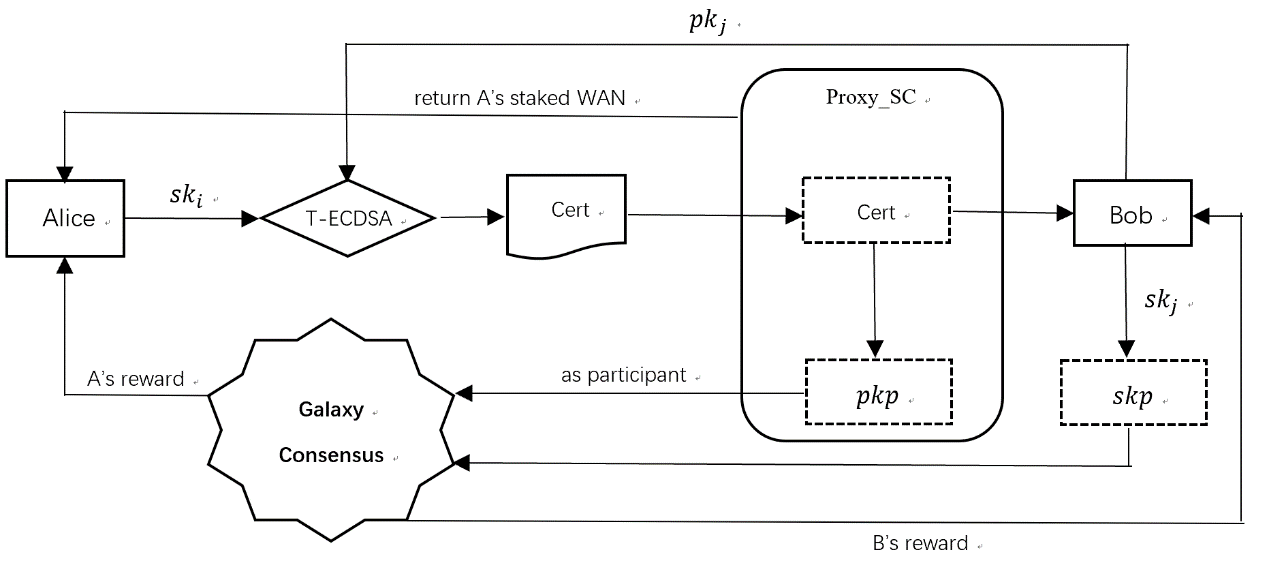 pk_j
return A's staked WAN
Proxy_SC
Alice
sk_i
T-ECDSA
Cert
Cert
Bob
sk_j
A's reward
as participant
pkp
skp
Galaxy
Consensus
B's reward